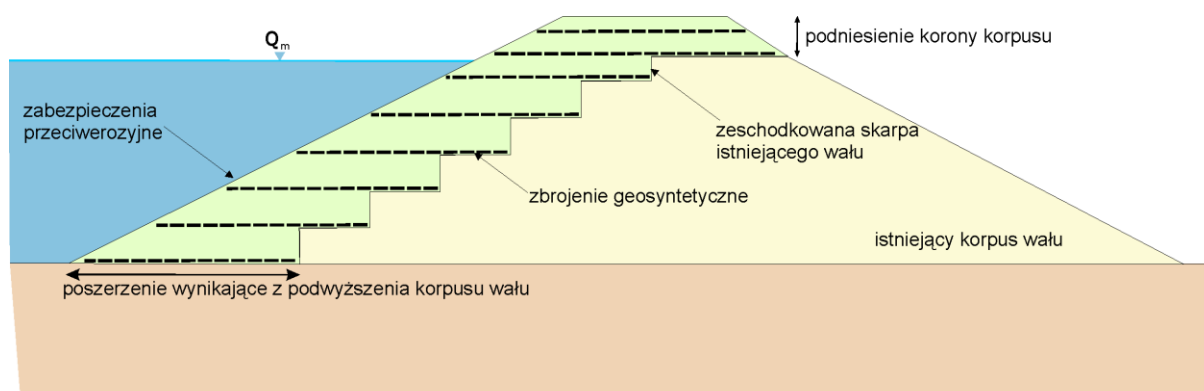 Qm
podniesienie korony korpusu
zabezpieczenia
przeciwerozyjne
zeschodkowana skarpa
istniejącego wału
zbrojenie geosyntetyczne
istniejący korpus wału
poszerzenie wynikające z podwyższenia korpusu wału